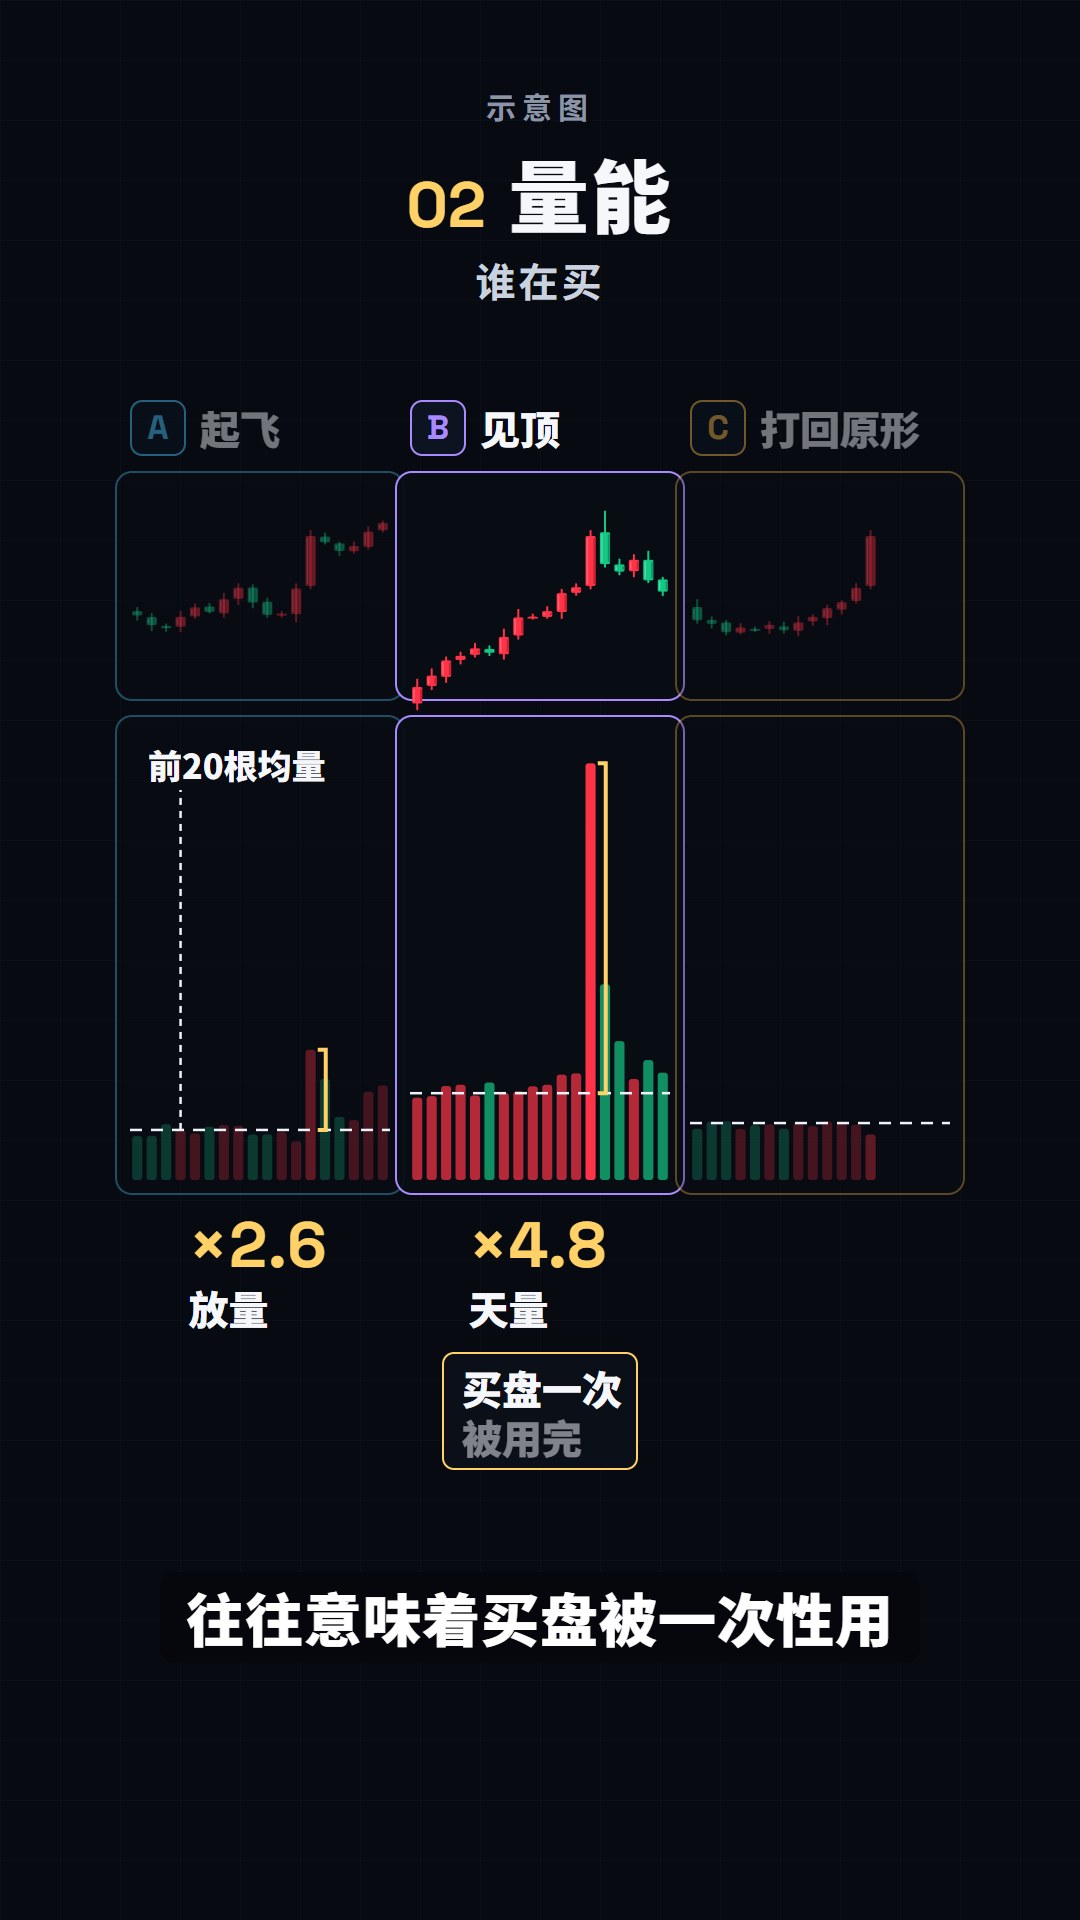 示意图
02 量能
谁在买
A 起飞
B 见顶
C 打回原形
前20根均量
×2.6
放量
×4.8
天量
买盘一次
被用完
往往意味着买盘被一次性用